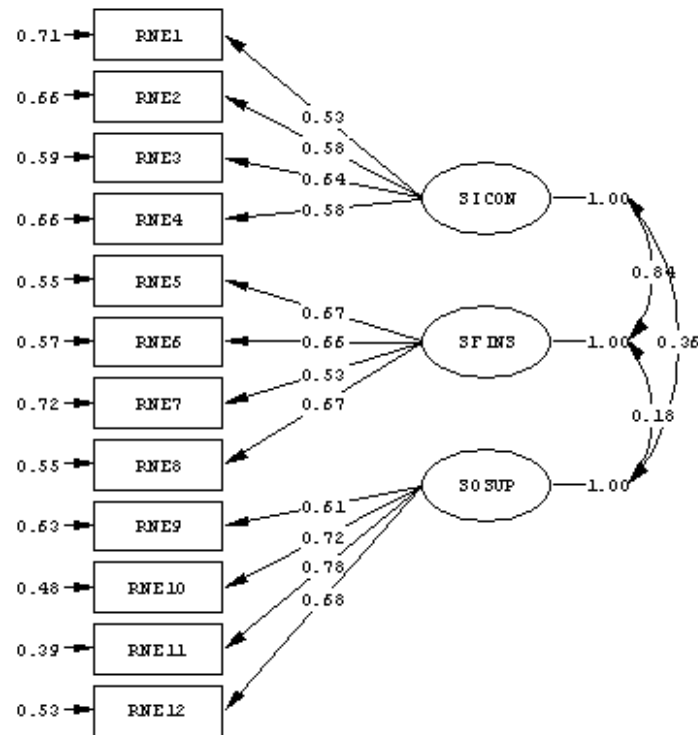 0.71 RNE1
0.53
0.66 RNE2
0.58
0.59 RNE3
0.64
SICON 1.00
0.66 RNE4
0.58
0.84
0.55 RNE5
0.67
0.57 RNE6
0.66
SFINS 1.00
0.36
0.72 RNE7
0.53
0.67
0.18
0.55 RNE8
SOSUP 1.00
0.63 RNE9
0.61
0.72
0.48 RNE10
0.78
0.68
0.39 RNE11
0.53 RNE12